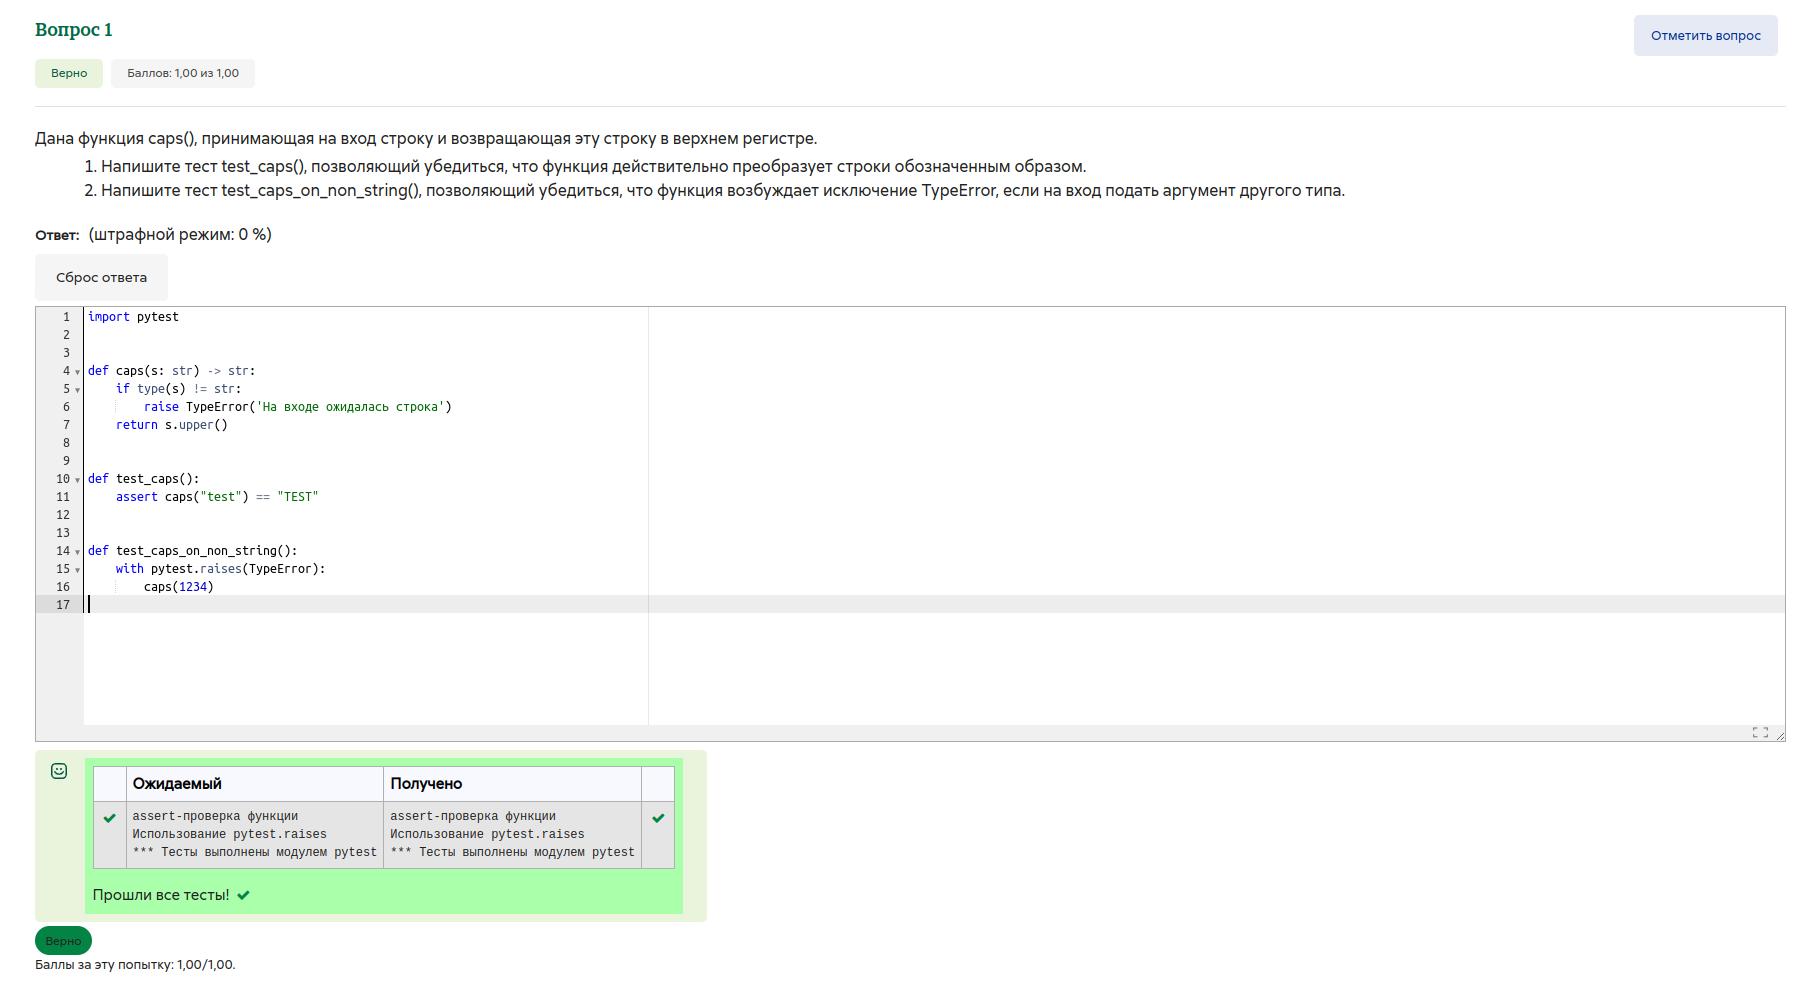 Вопрос 1
Отметить вопрос
Верно
Баллов: 1,00 из 1,00
Дана функция caps(), принимающая на вход строку и возвращающая эту строку в верхнем регистре.
1. Напишите тест test_caps(), позволяющий убедиться, что функция действительно преобразует строки обозначенным образом.
2. Напишите тест test_caps_on_non_string(), позволяющий убедиться, что функция возбуждает исключение TypeError, если на вход подать аргумент другого типа.
Ответ: (штрафной режим: 0 %)
Сброс ответа
1 import pytest
2
3
4 def caps(s: str) -> str:
5     if type(s) != str:
6         raise TypeError('На входе ожидалась строка')
7     return s.upper()
8
9
10 def test_caps():
11     assert caps("test") == "TEST"
12
13
14 def test_caps_on_non_string():
15     with pytest.raises(TypeError):
16         caps(1234)
17
Ожидаемый Получено
assert-проверка функции assert-проверка функции
Использование pytest.raises Использование pytest.raises
*** Тесты выполнены модулем pytest *** Тесты выполнены модулем pytest
Прошли все тесты!
Верно
Баллы за эту попытку: 1,00/1,00.